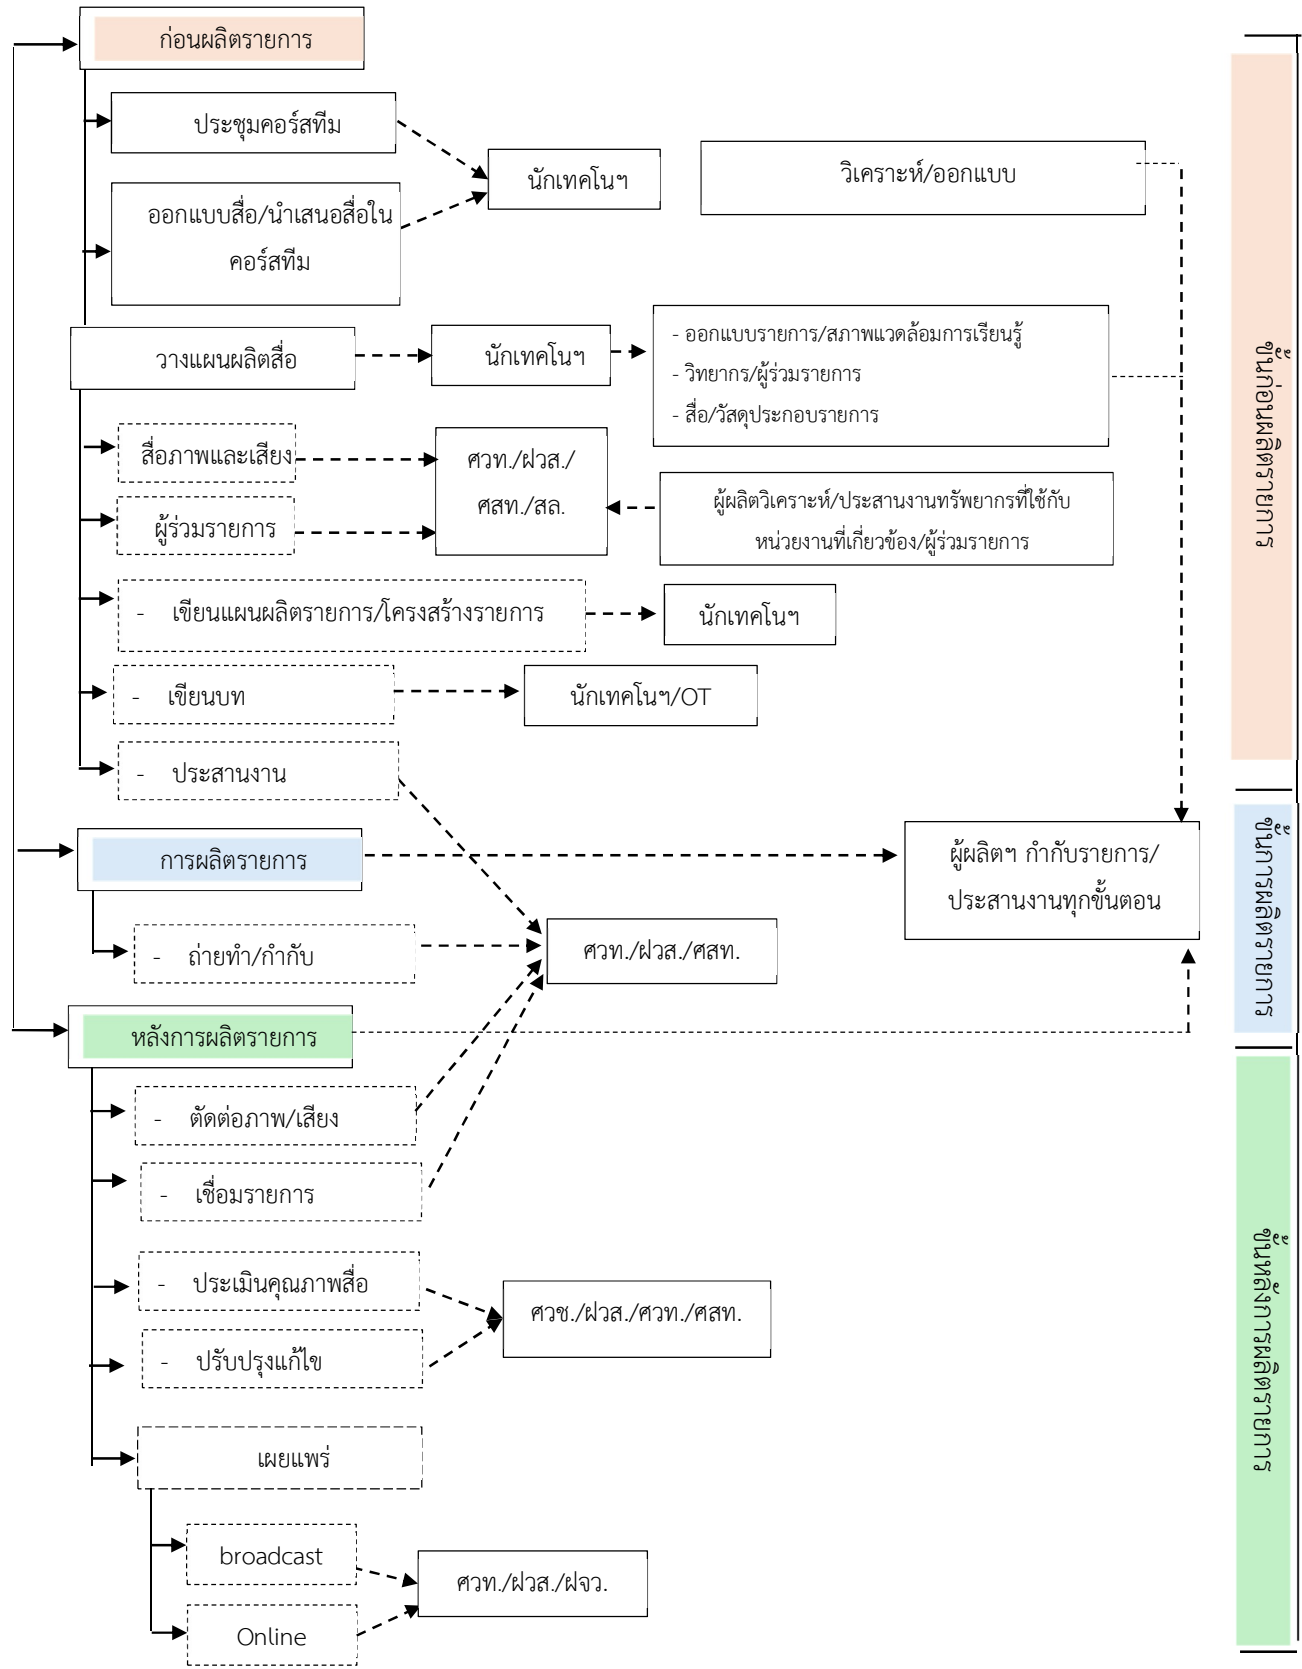 ก่อนผลิตรายการ
ประชุมคอร์สทีม
นักเทคโนฯ
วิเคราะห์/ออกแบบ
ออกแบบสื่อ/นำเสนอสื่อใน
คอร์สทีม
วางแผนผลิตสื่อ
นักเทคโนฯ
- ออกแบบรายการ/สภาพแวดล้อมการเรียนรู้
- วิทยากร/ผู้ร่วมรายการ
- สื่อ/วัสดุประกอบรายการ
สื่อภาพและเสียง
ผู้ร่วมรายการ
ศวท./ฝวส./
ศสท./สล.
ผู้ผลิตวิเคราะห์/ประสานงานทรัพยากรที่ใช้กับ
หน่วยงานที่เกี่ยวข้อง/ผู้ร่วมรายการ
- เขียนแผนผลิตรายการ/โครงสร้างรายการ
นักเทคโนฯ
- เขียนบท
นักเทคโนฯ/OT
- ประสานงาน
ขั้นก่อนผลิตรายการ
การผลิตรายการ
ผู้ผลิตฯ กำกับรายการ/
ประสานงานทุกขั้นตอน
- ถ่ายทำ/กำกับ
ศวท./ฝวส./ศสท.
ขั้นการผลิตรายการ
หลังการผลิตรายการ
- ตัดต่อภาพ/เสียง
- เชื่อมรายการ
- ประเมินคุณภาพสื่อ
- ปรับปรุงแก้ไข
ศวช./ฝวส./ศวท./ศสท.
เผยแพร่
broadcast
Online
ศวท./ฝวส./ฝจว.
ขั้นหลังการผลิตรายการ